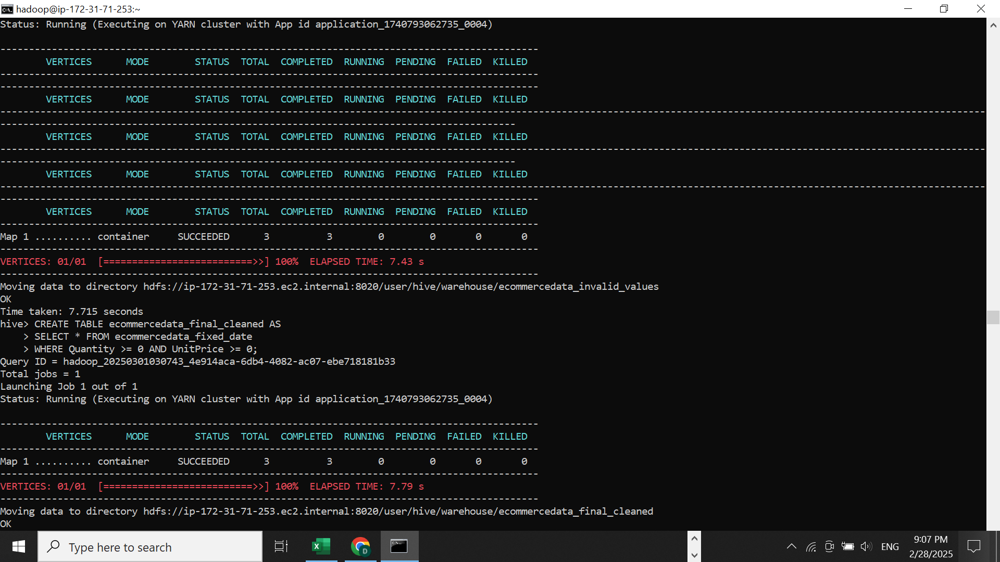 hadoop@ip-172-31-71-253:~
Status: Running (Executing on YARN cluster with App id application_1740793062735_0004)
----------------------------------------------------------------------------------------------
        VERTICES      MODE        STATUS  TOTAL  COMPLETED  RUNNING  PENDING  FAILED  KILLED
----------------------------------------------------------------------------------------------
----------------------------------------------------------------------------------------------
        VERTICES      MODE        STATUS  TOTAL  COMPLETED  RUNNING  PENDING  FAILED  KILLED
----------------------------------------------------------------------------------------------
----------------------------------------------------------------------------------------------
        VERTICES      MODE        STATUS  TOTAL  COMPLETED  RUNNING  PENDING  FAILED  KILLED
----------------------------------------------------------------------------------------------
----------------------------------------------------------------------------------------------
        VERTICES      MODE        STATUS  TOTAL  COMPLETED  RUNNING  PENDING  FAILED  KILLED
----------------------------------------------------------------------------------------------
----------------------------------------------------------------------------------------------
        VERTICES      MODE        STATUS  TOTAL  COMPLETED  RUNNING  PENDING  FAILED  KILLED
----------------------------------------------------------------------------------------------
Map 1 .......... container     SUCCEEDED      3          3        0        0       0       0
----------------------------------------------------------------------------------------------
VERTICES: 01/01  [==========================>>] 100%  ELAPSED TIME: 7.43 s
----------------------------------------------------------------------------------------------
Moving data to directory hdfs://ip-172-31-71-253.ec2.internal:8020/user/hive/warehouse/ecommercedata_invalid_values
OK
Time taken: 7.715 seconds
hive> CREATE TABLE ecommercedata_final_cleaned AS
    > SELECT * FROM ecommercedata_fixed_date
    > WHERE Quantity >= 0 AND UnitPrice >= 0;
Query ID = hadoop_20250301030743_4e914aca-6db4-4082-ac07-ebe718181b33
Total jobs = 1
Launching Job 1 out of 1
Status: Running (Executing on YARN cluster with App id application_1740793062735_0004)
----------------------------------------------------------------------------------------------
        VERTICES      MODE        STATUS  TOTAL  COMPLETED  RUNNING  PENDING  FAILED  KILLED
----------------------------------------------------------------------------------------------
Map 1 .......... container     SUCCEEDED      3          3        0        0       0       0
----------------------------------------------------------------------------------------------
VERTICES: 01/01  [==========================>>] 100%  ELAPSED TIME: 7.79 s
----------------------------------------------------------------------------------------------
Moving data to directory hdfs://ip-172-31-71-253.ec2.internal:8020/user/hive/warehouse/ecommercedata_final_cleaned
OK
Type here to search
ENG
9:07 PM
2/28/2025